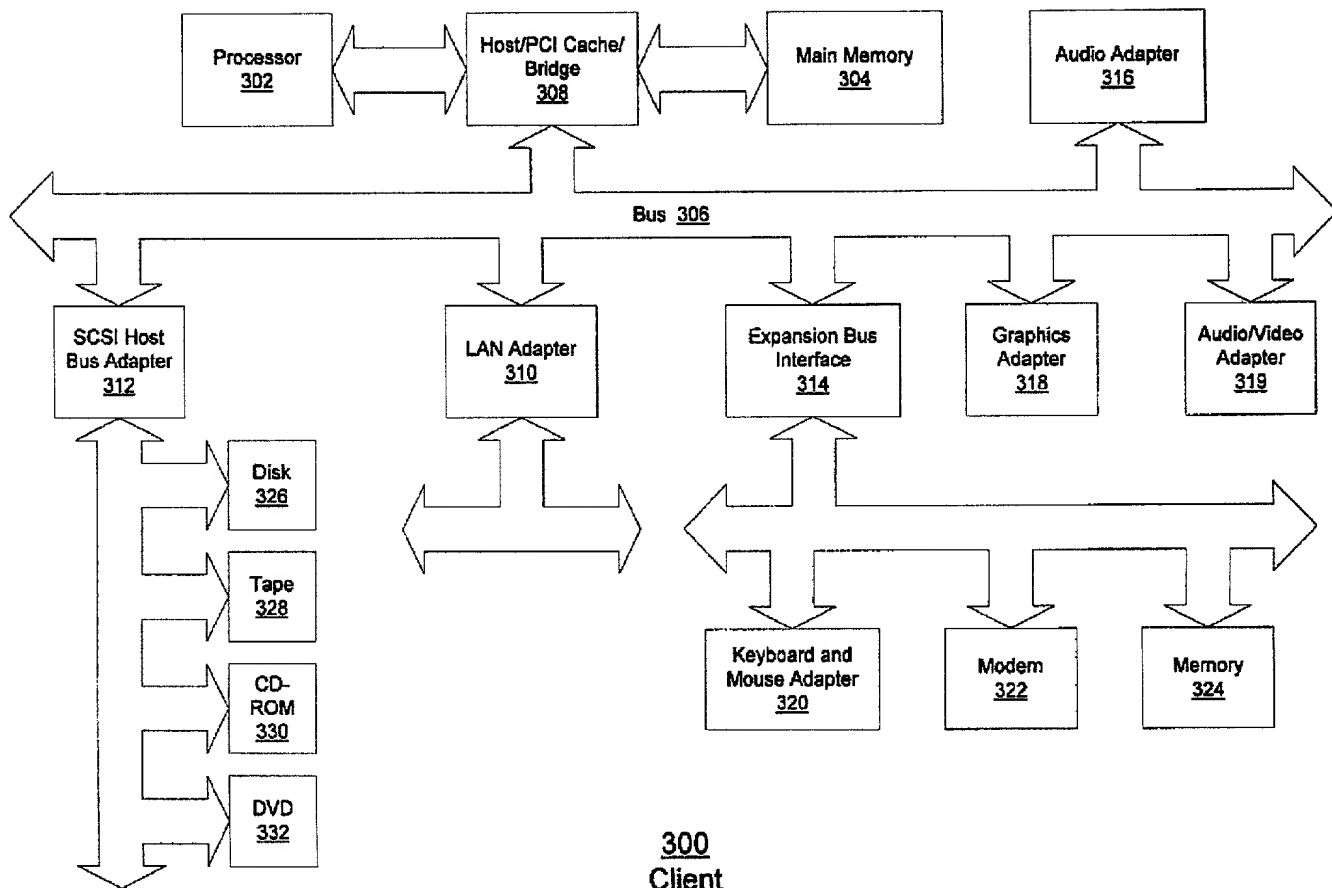 Processor
302
Host/PCI Cache/
Bridge
308
Main Memory
304
Audio Adapter
316
Bus 306
SCSI Host
Bus Adapter
312
LAN Adapter
310
Expansion Bus
Interface
314
Graphics
Adapter
318
Audio/Video
Adapter
319
Disk
326
Tape
328
CD-
ROM
330
DVD
332
Keyboard and
Mouse Adapter
320
Modem
322
Memory
324
300
Client